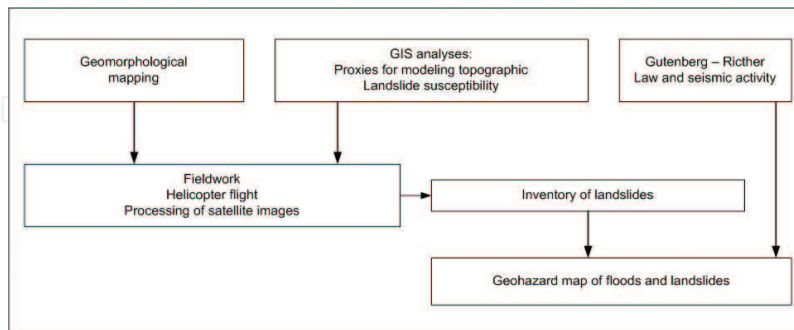 Geomorphological
mapping
GIS analyses:
Proxies for modeling topographic
Landslide susceptibility
Gutenberg – Ricther
Law and seismic activity
Fieldwork
Helicopter flight
Processing of satellite images
Inventory of landslides
Geohazard map of floods and landslides